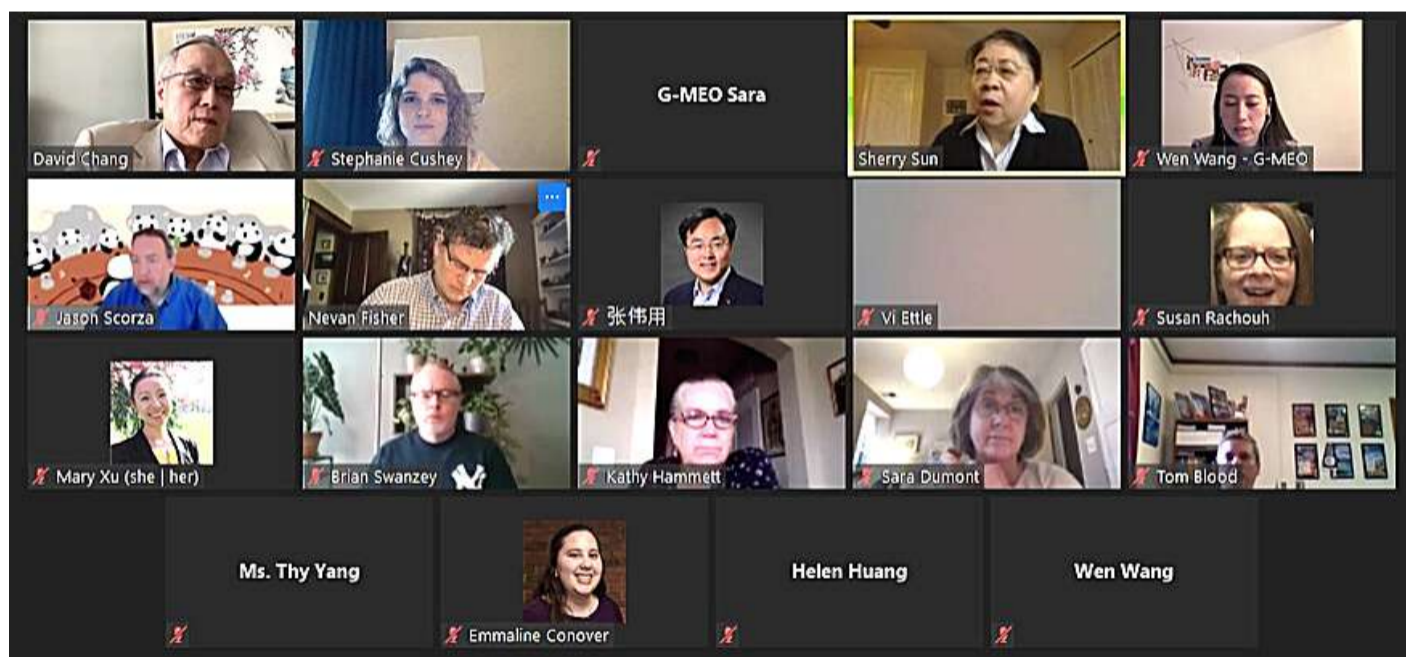 David Chang
Stephanie Cushey
G-MEO Sara
Sherry Sun
Wen Wang - G-MEO
Jason Scorza
Nevan Fisher
张伟用
Vi Ettle
Susan Rachouh
Mary Xu (she | her)
Brian Swanzey
Kathy Hammett
Sara Dumont
Tom Blood
Ms. Thy Yang
Emmaline Conover
Helen Huang
Wen Wang